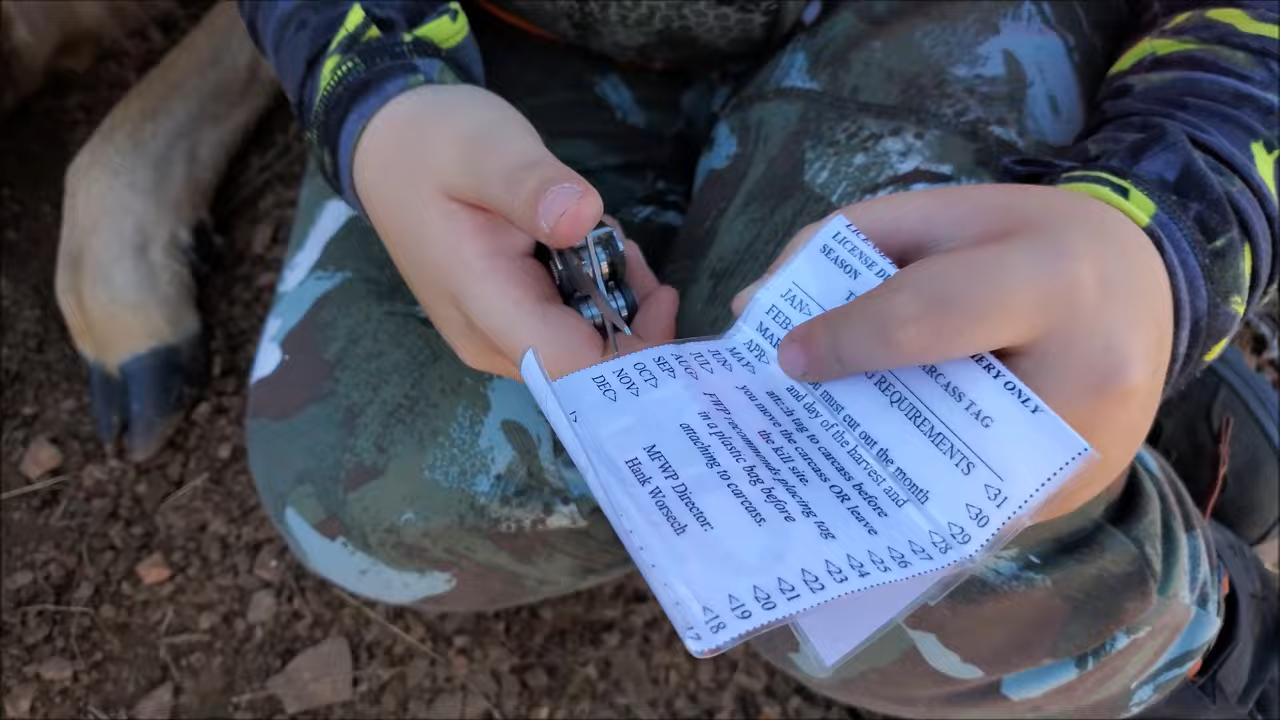 LICENSE
SEASON
JAN>
FEB>
MAR>
APR>
MAY>
JUN>
JUL>
AUG>
SEP>
OCT>
NOV>
DEC>
ONLY
CARCASS TAG
REQUIREMENTS
must cut out the month
and day of the harvest and
attach tag to carcass before
you move the carcass OR leave
the kill site.
FWP recommends placing tag
in a plastic bag before
attaching to carcass.
MFWP Director:
Hank Worsech
<31
<30
<29
<28
<27
<26
<25
<24
<23
<22
<21
<20
<19
<18
17
1>